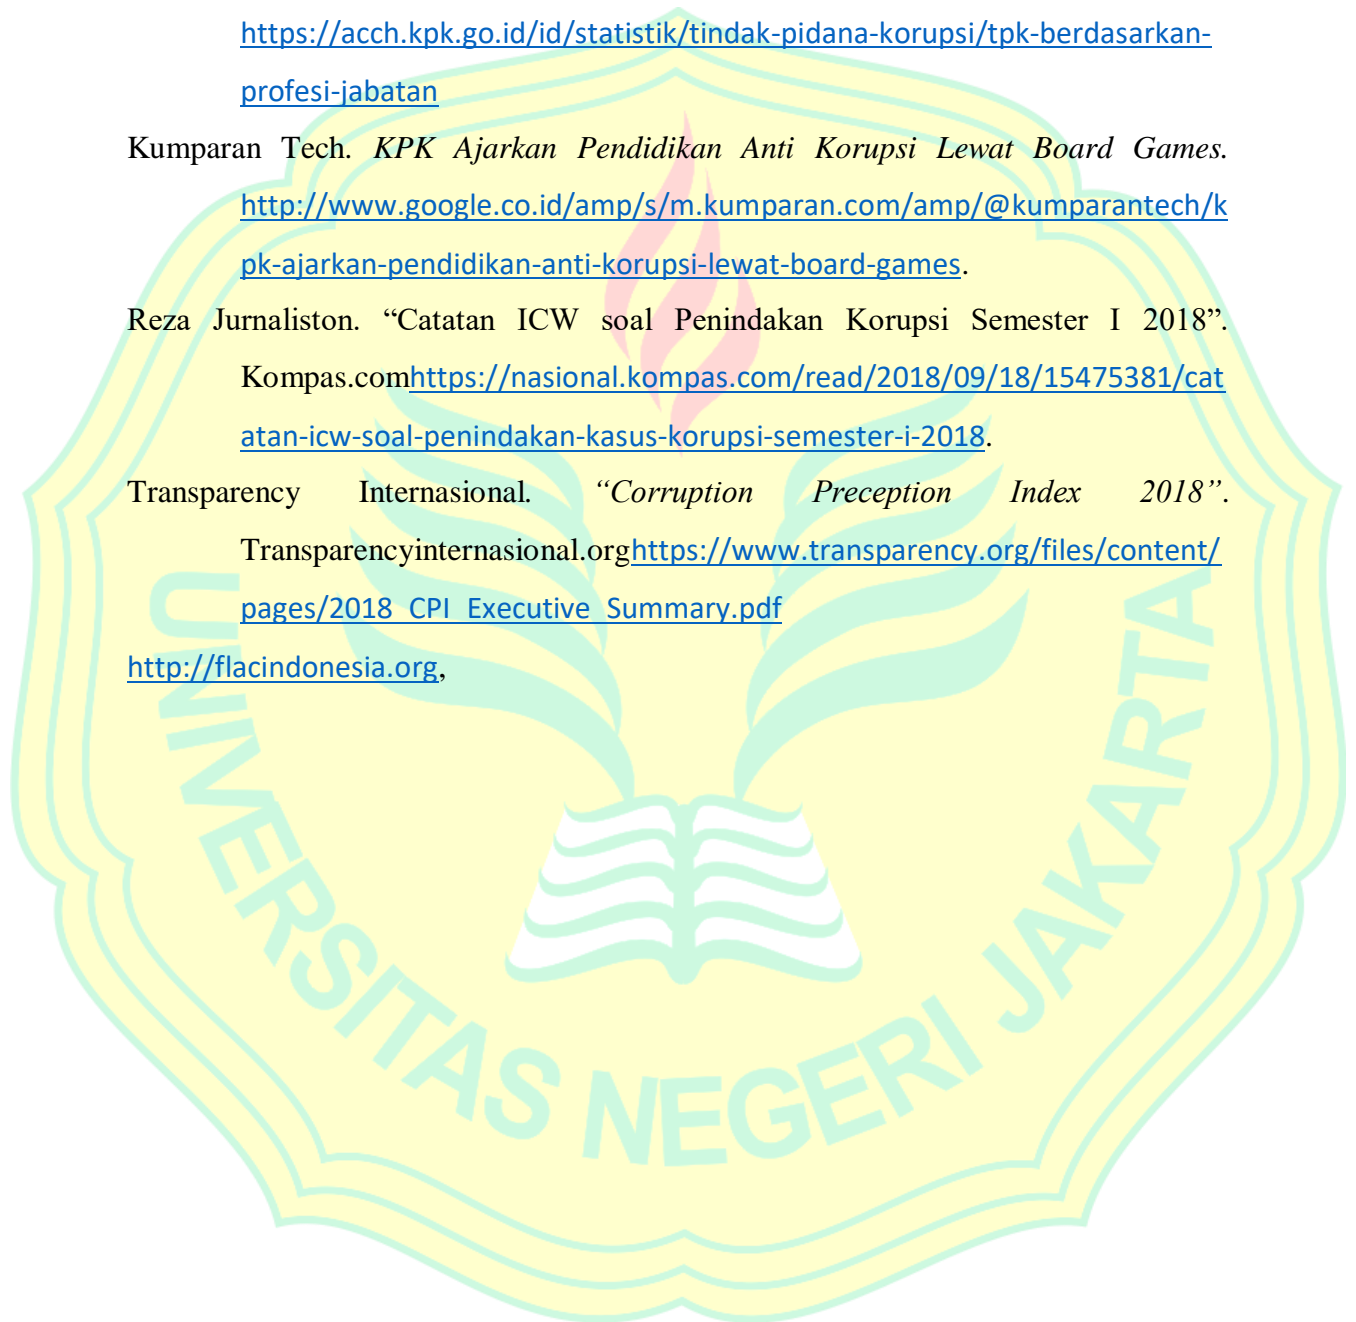 https://acch.kpk.go.id/id/statistik/tindak-pidana-korupsi/tpk-berdasarkan-
profesi-jabatan
Kumparan Tech. KPK Ajarkan Pendidikan Anti Korupsi Lewat Board Games.
http://www.google.co.id/amp/s/m.kumparan.com/amp/@kumparantech/k
pk-ajarkan-pendidikan-anti-korupsi-lewat-board-games.
Reza Jurnaliston. “Catatan ICW soal Penindakan Korupsi Semester I 2018”.
Kompas.comhttps://nasional.kompas.com/read/2018/09/18/15475381/cat
atan-icw-soal-penindakan-kasus-korupsi-semester-i-2018.
Transparency Internasional. “Corruption Preception Index 2018”.
Transparencyinternasional.orghttps://www.transparency.org/files/content/
pages/2018_CPI_Executive_Summary.pdf
http://flacindonesia.org,
UNIVERSITAS NEGERI JAKARTA